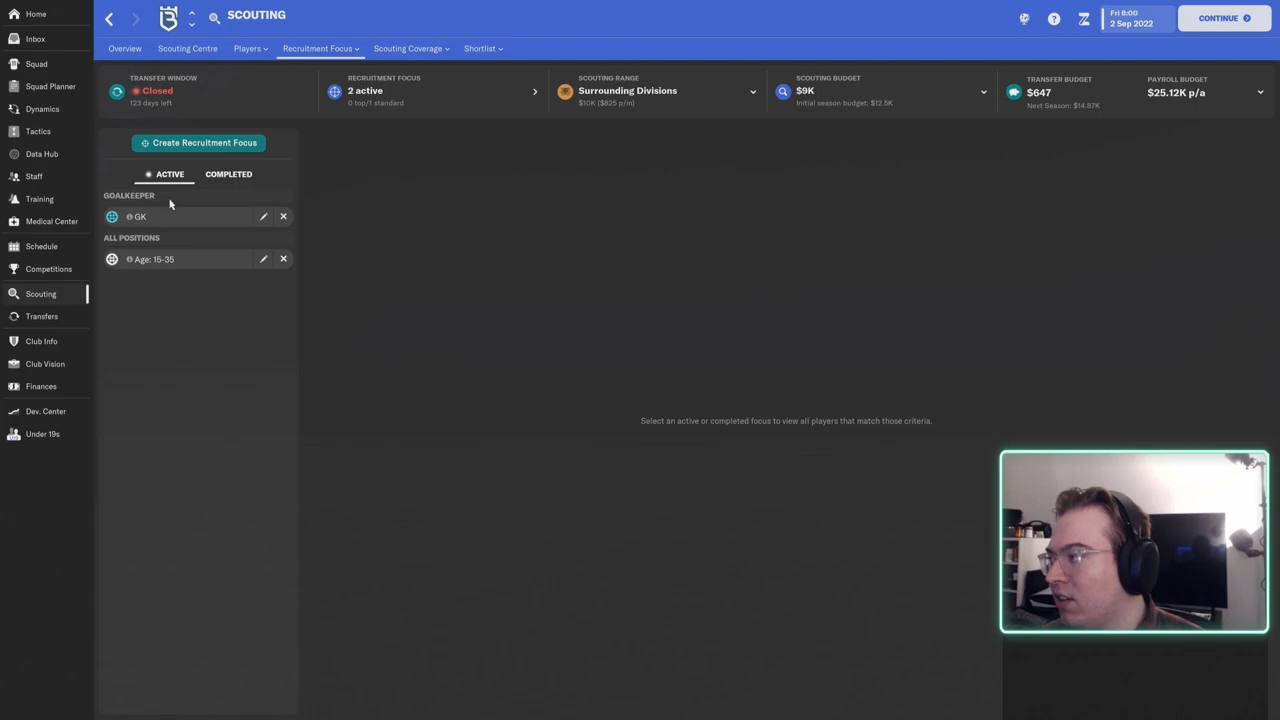 Home
Inbox
Squad
Squad Planner
Dynamics
Tactics
Data Hub
Staff
Training
Medical Center
Schedule
Competitions
Scouting
Transfers
Club Info
Club Vision
Finances
Dev. Center
Under 19s
SCOUTING
Fri 8:00
2 Sep 2022
CONTINUE
Overview
Scouting Centre
Players
Recruitment Focus
Scouting Coverage
Shortlist
TRANSFER WINDOW
Closed
123 days left
RECRUITMENT FOCUS
2 active
0 top/1 standard
SCOUTING RANGE
Surrounding Divisions
$10K ($825 p/m)
SCOUTING BUDGET
$9K
Initial season budget: $12.5K
TRANSFER BUDGET
$647
Next Season: $14.87K
PAYROLL BUDGET
$25.12K p/a
Create Recruitment Focus
ACTIVE
COMPLETED
GOALKEEPER
GK
ALL POSITIONS
Age: 15-35
Select an active or completed focus to view all players that match those criteria.